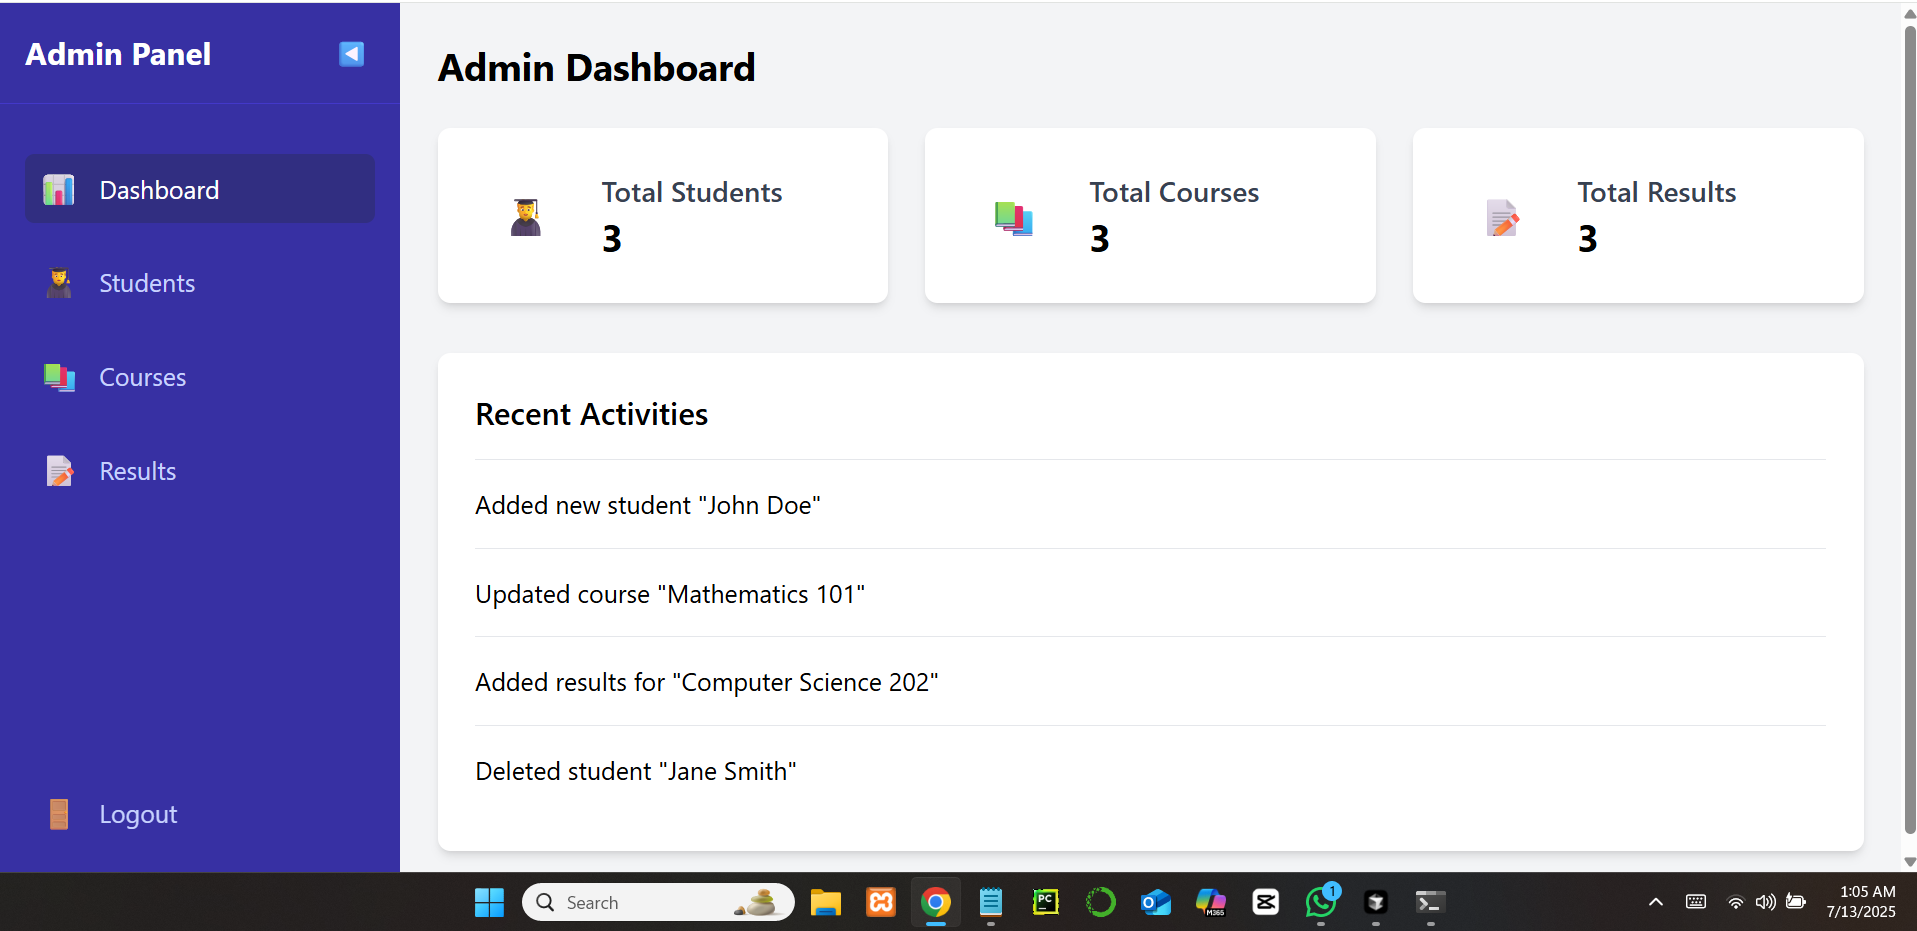 Admin Panel
Dashboard
Students
Courses
Results
Logout
Admin Dashboard
Total Students
3
Total Courses
3
Total Results
3
Recent Activities
Added new student "John Doe"
Updated course "Mathematics 101"
Added results for "Computer Science 202"
Deleted student "Jane Smith"
Search
PC
O
M365
1
1:05 AM
7/13/2025